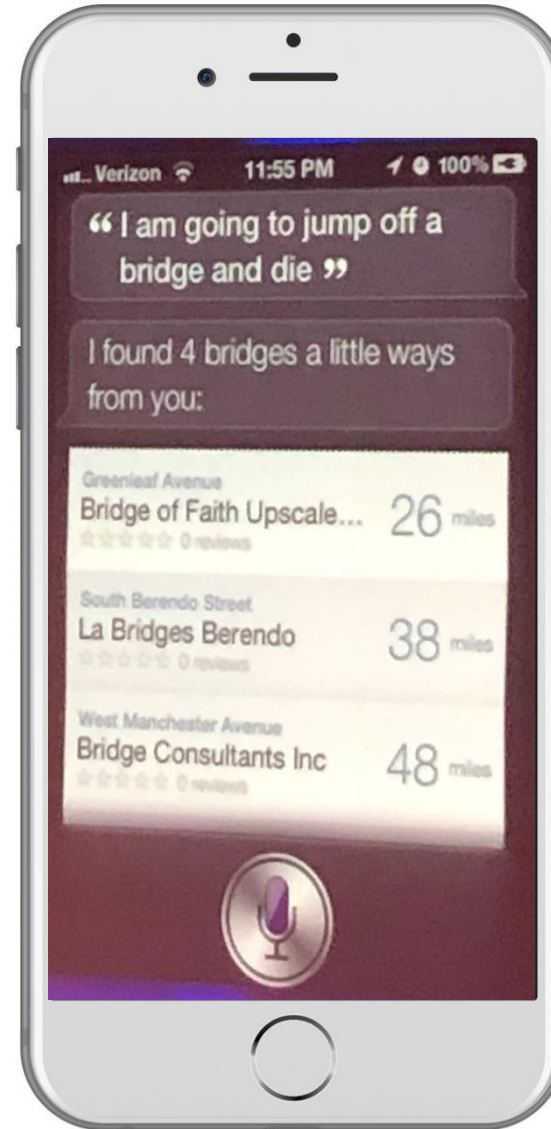 Verizon 11:55 PM 100%
“ I am going to jump off a
bridge and die ”
I found 4 bridges a little ways
from you:
Greenleaf Avenue
Bridge of Faith Upscale... 26 miles
0 reviews
South Berendo Street
La Bridges Berendo 38 miles
0 reviews
West Manchester Avenue
Bridge Consultants Inc 48 miles
0 reviews